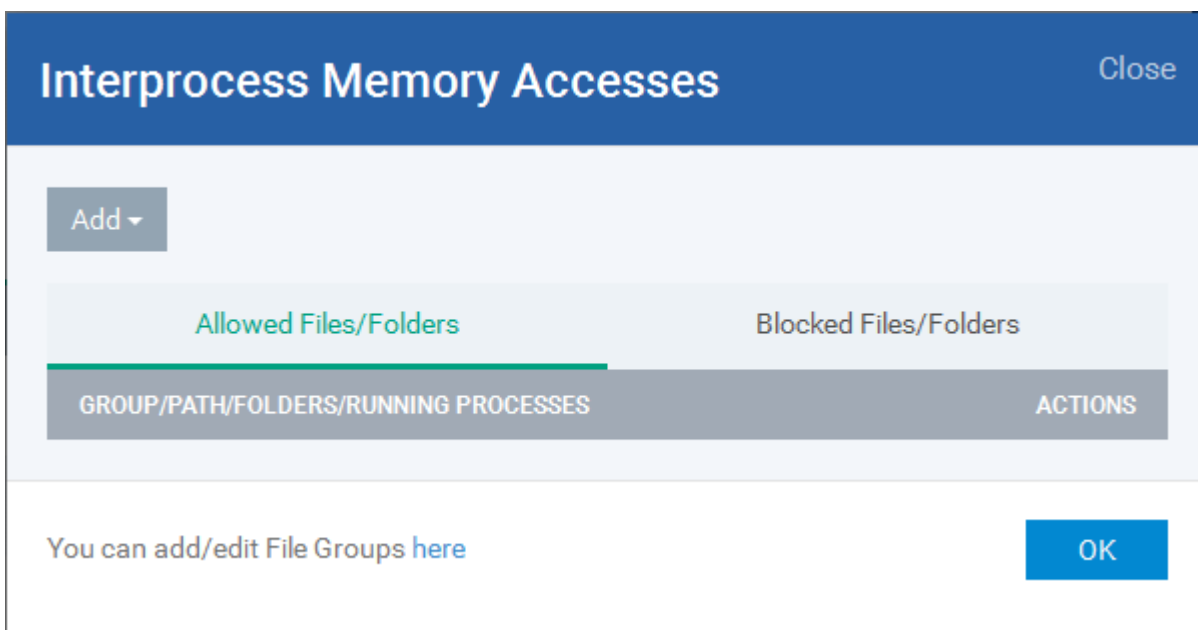 Interprocess Memory Accesses
Close
Add
Allowed Files/Folders
Blocked Files/Folders
GROUP/PATH/FOLDERS/RUNNING PROCESSES
ACTIONS
You can add/edit File Groups here
OK